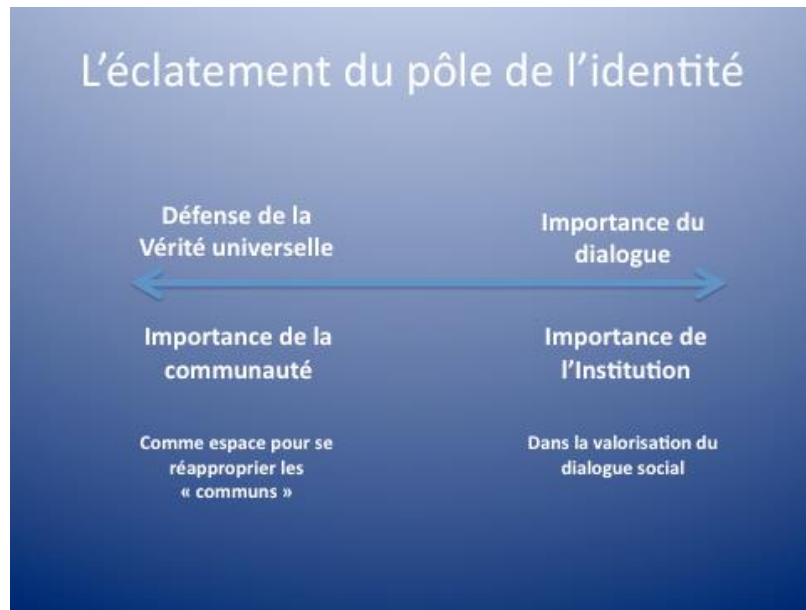 L’éclatement du pôle de l’identité
Défense de la
Vérité universelle
Importance du
dialogue
Importance de la
communauté
Importance de
l’Institution
Comme espace pour se
réapproprier les
« communs »
Dans la valorisation du
dialogue social